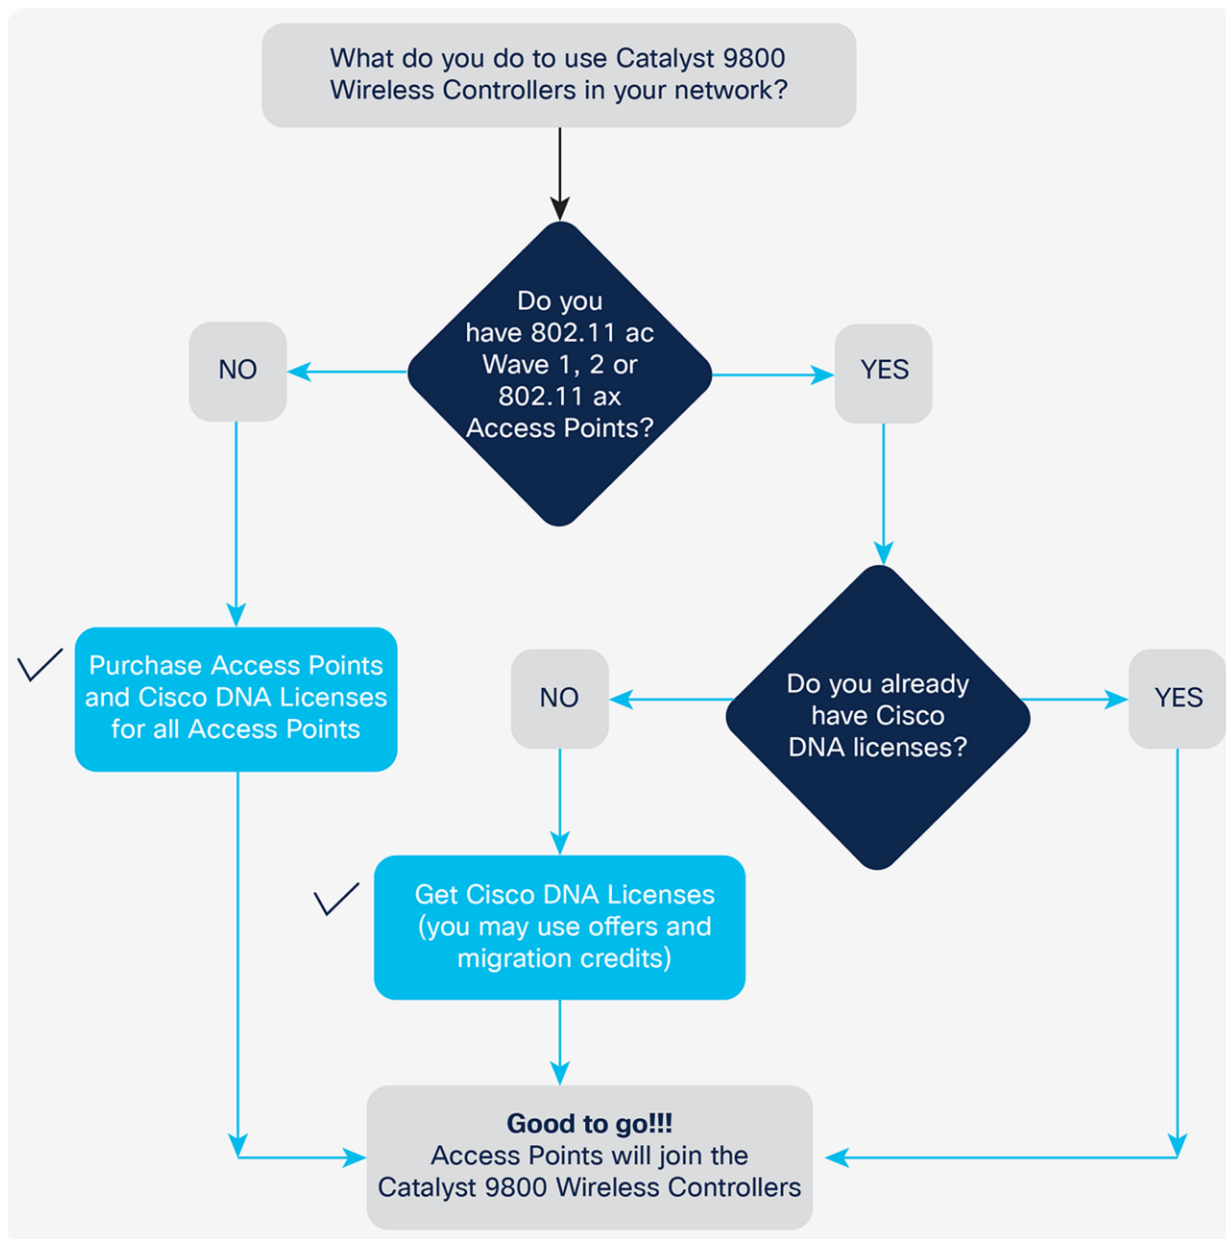 What do you do to use Catalyst 9800
Wireless Controllers in your network?
Do you
have 802.11 ac
Wave 1, 2 or
802.11 ax
Access Points?
NO
YES
Purchase Access Points
and Cisco DNA Licenses
for all Access Points
NO
Do you already
have Cisco
DNA licenses?
YES
Get Cisco DNA Licenses
(you may use offers and
migration credits)
Good to go!!!
Access Points will join the
Catalyst 9800 Wireless Controllers